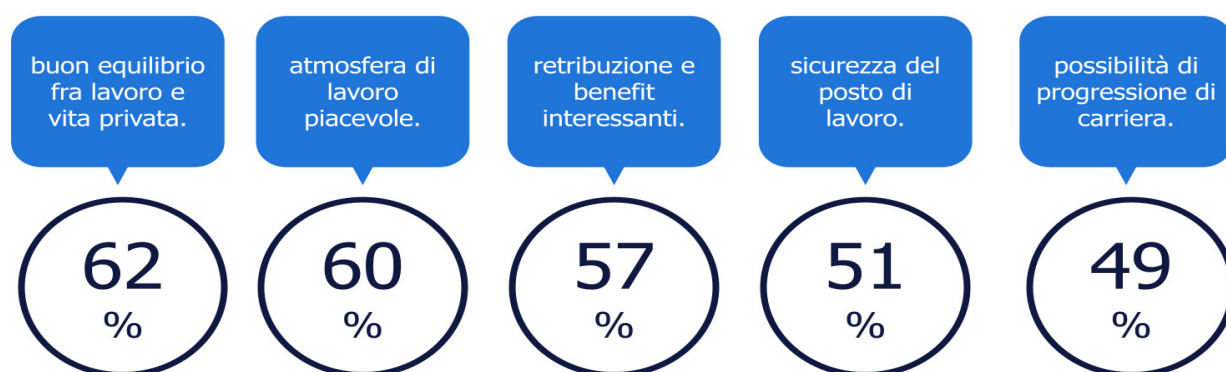 buon equilibrio
fra lavoro e
vita privata.
atmosfera di
lavoro
piacevole.
retribuzione e
benefit
interessanti.
sicurezza del
posto di
lavoro.
possibilità di
progressione di
carriera.
62
%
60
%
57
%
51
%
49
%